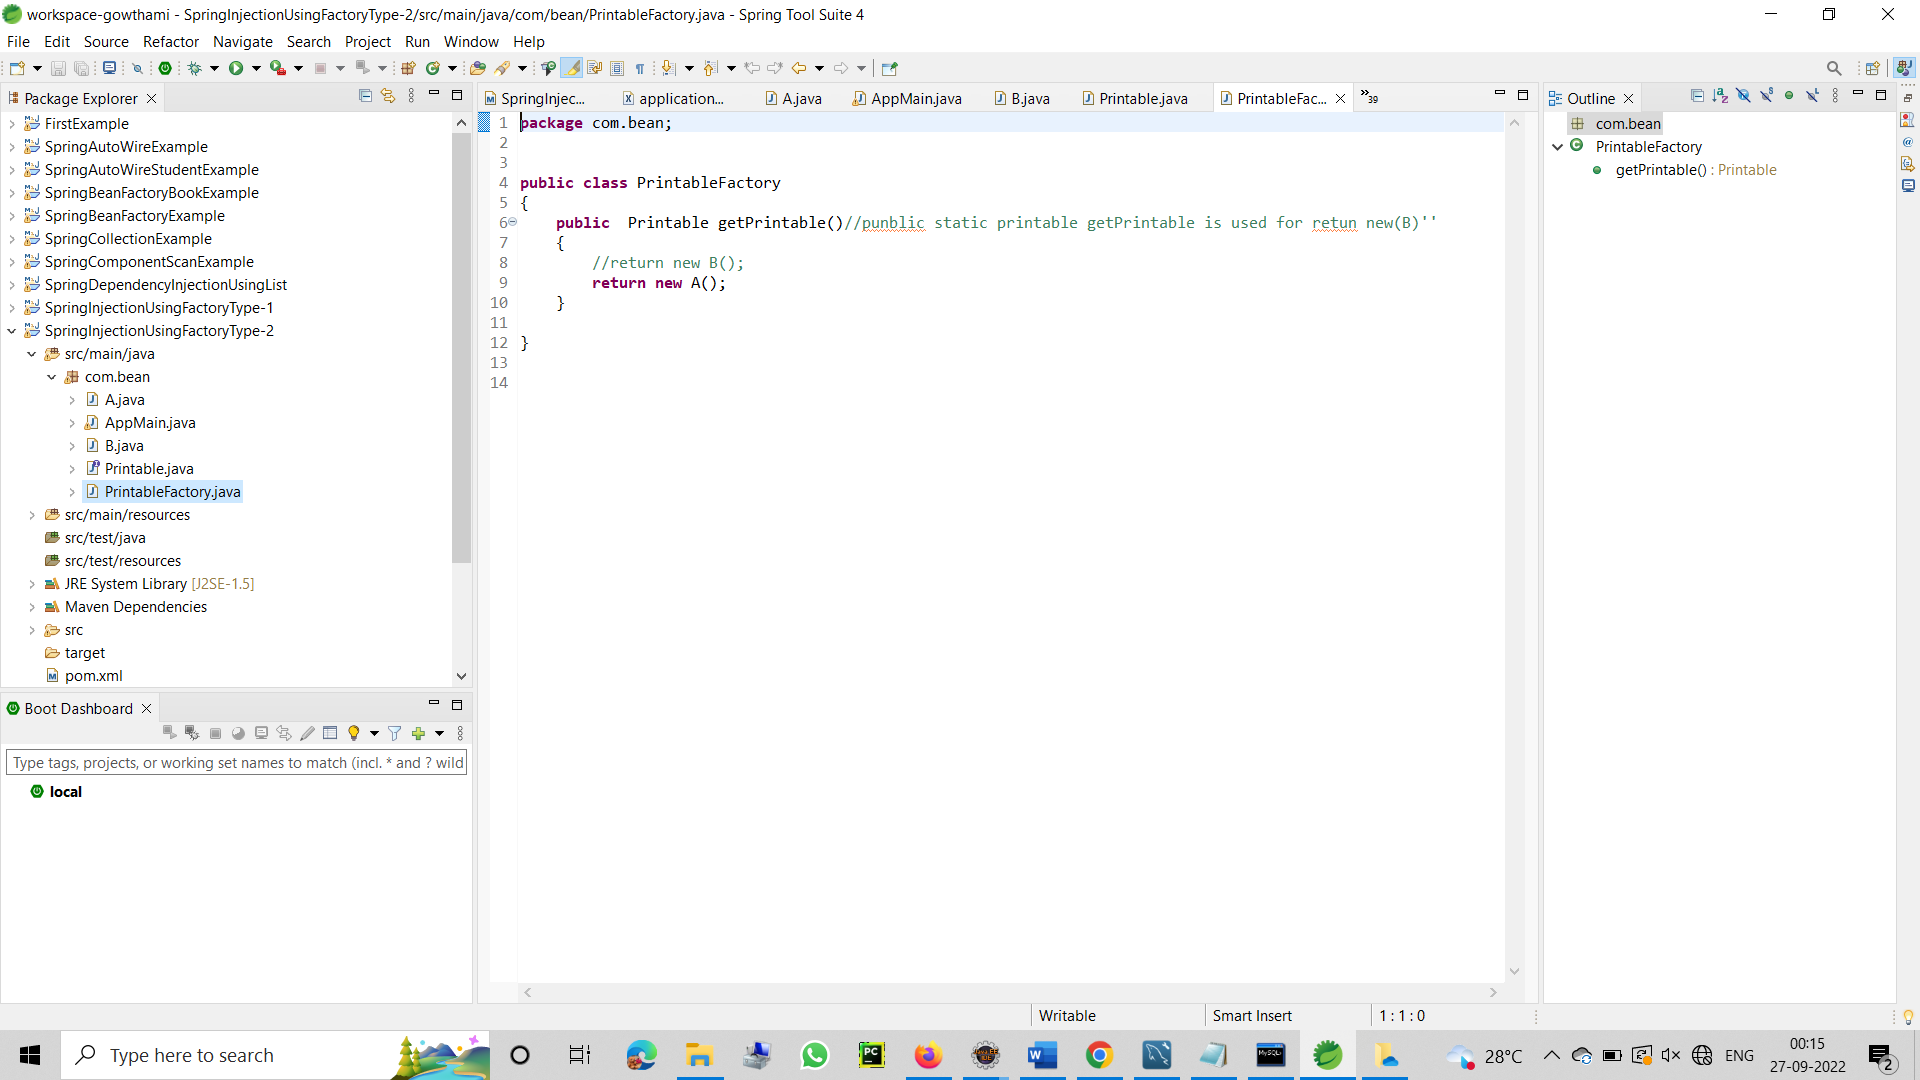 workspace-gowthami - SpringInjectionUsingFactoryType-2/src/main/java/com/bean/PrintableFactory.java - Spring Tool Suite 4
File Edit Source Refactor Navigate Search Project Run Window Help
Package Explorer
FirstExample
SpringAutoWireExample
SpringAutoWireStudentExample
SpringBeanFactoryBookExample
SpringBeanFactoryExample
SpringCollectionExample
SpringComponentScanExample
SpringDependencyInjectionUsingList
SpringInjectionUsingFactoryType-1
SpringInjectionUsingFactoryType-2
src/main/java
com.bean
A.java
AppMain.java
B.java
Printable.java
PrintableFactory.java
src/main/resources
src/test/java
src/test/resources
JRE System Library [J2SE-1.5]
Maven Dependencies
src
target
pom.xml
Boot Dashboard
Type tags, projects, or working set names to match (incl. * and ? wild
local
SpringInjec... application... A.java AppMain.java B.java Printable.java PrintableFac... »39
1 package com.bean;
2
3
4 public class PrintableFactory
5 {
6 public  Printable getPrintable()//punblic static printable getPrintable is used for retun new(B)''
7 {
8 //return new B();
9 return new A();
10 }
11
12 }
13
14
Outline
com.bean
PrintableFactory
getPrintable() : Printable
Writable Smart Insert 1 : 1 : 0
Type here to search
28°C ENG
00:15
27-09-2022
2